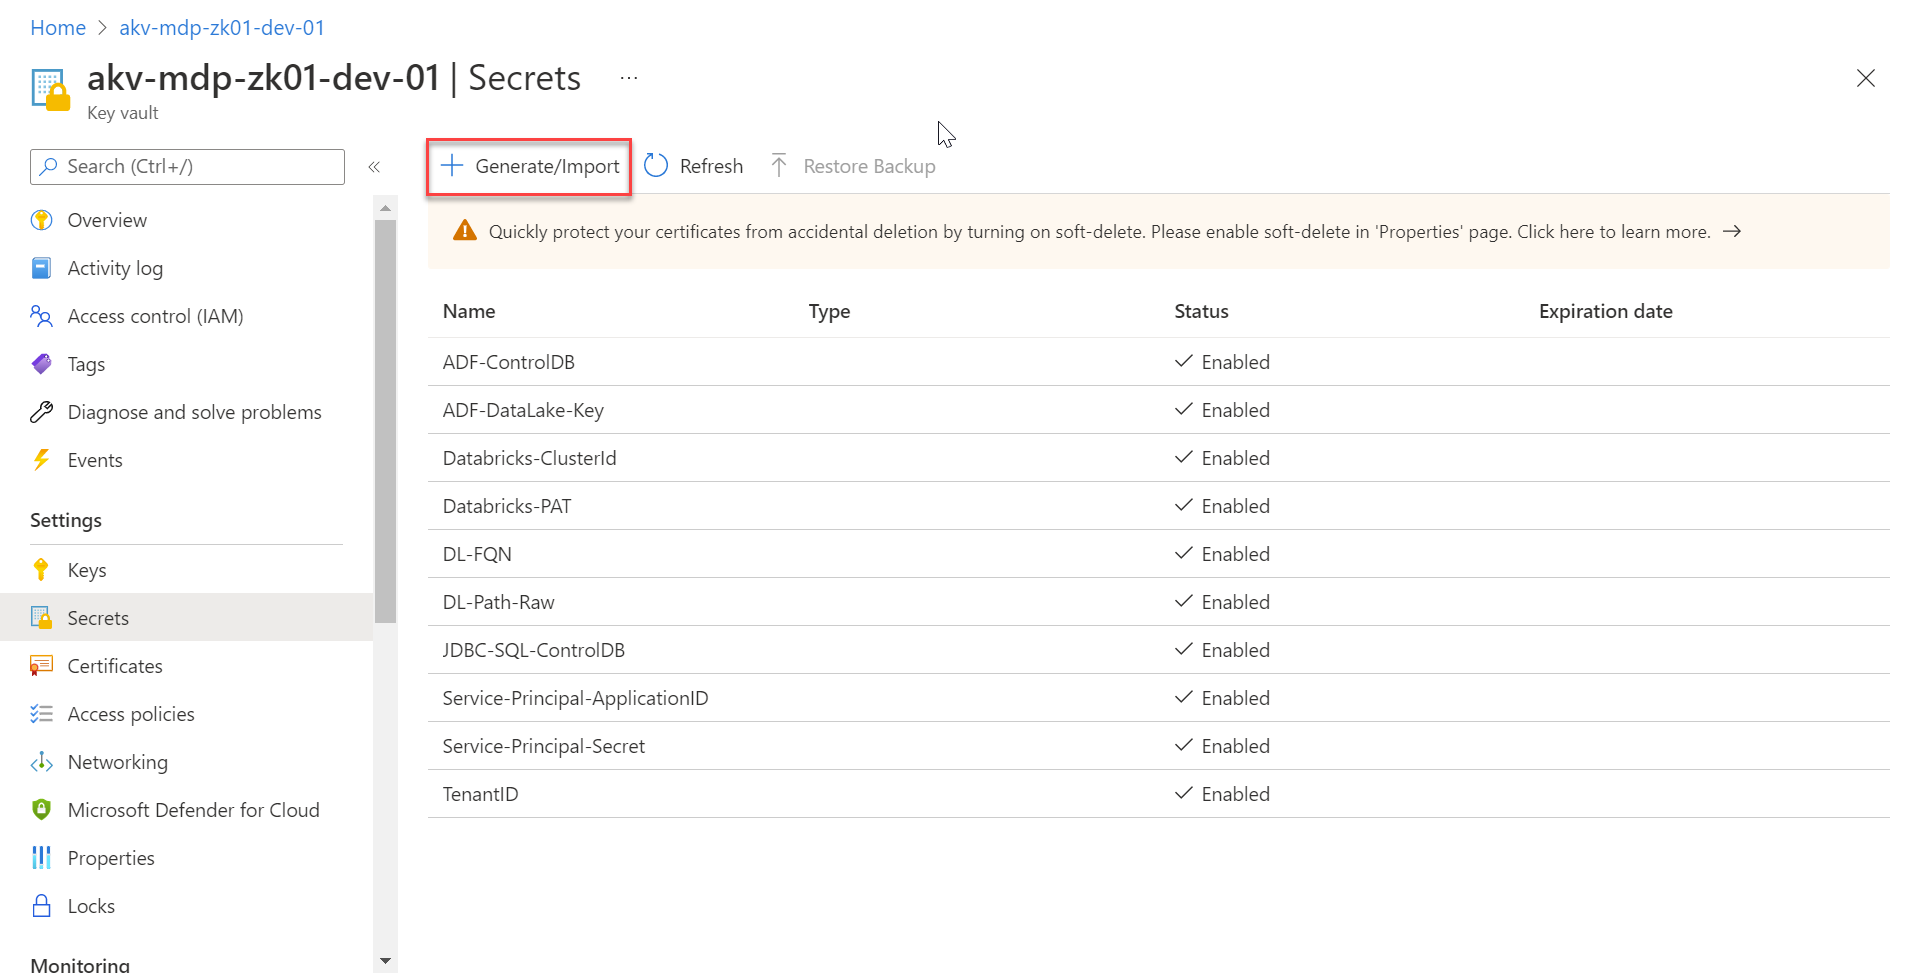 Home > akv-mdp-zk01-dev-01
akv-mdp-zk01-dev-01 | Secrets ...
Key vault
Search (Ctrl+/) «
Generate/Import Refresh Restore Backup
Overview
Activity log
Access control (IAM)
Tags
Diagnose and solve problems
Events
Settings
Keys
Secrets
Certificates
Access policies
Networking
Microsoft Defender for Cloud
Properties
Locks
Monitoring
Quickly protect your certificates from accidental deletion by turning on soft-delete. Please enable soft-delete in 'Properties' page. Click here to learn more. →
Name Type Status Expiration date
ADF-ControlDB Enabled
ADF-DataLake-Key Enabled
Databricks-ClusterId Enabled
Databricks-PAT Enabled
DL-FQN Enabled
DL-Path-Raw Enabled
JDBC-SQL-ControlDB Enabled
Service-Principal-ApplicationID Enabled
Service-Principal-Secret Enabled
TenantID Enabled